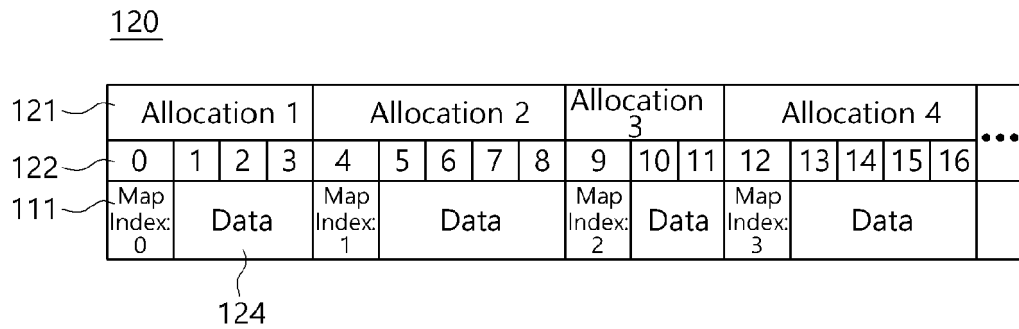 120
121 Allocation 1 Allocation 2 Allocation 3 Allocation 4 •••
122 0 1 2 3 4 5 6 7 8 9 10 11 12 13 14 15 16
111 Map Index: 0 Data Map Index: 1 Data Map Index: 2 Data Map Index: 3 Data
124